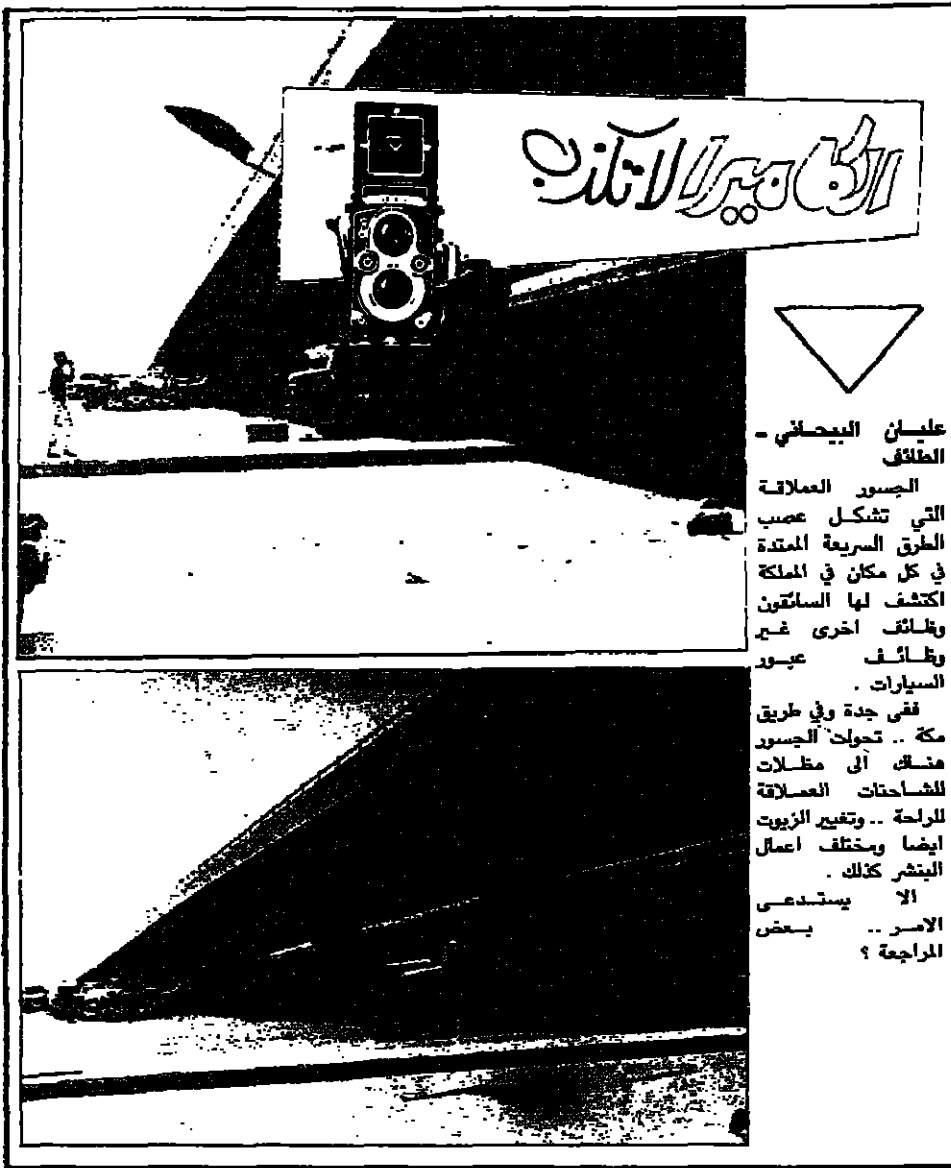 الكاميرا لا تكذب
عليان البيحاني -
الطائف
الجسور العملاقة
التي تشكل عصب
الطرق السريعة الممتدة
في كل مكان في المملكة
اكتشف لها السائقون
وظائف اخرى غير
وظائف عبور
السيارات .
ففى جدة وفي طريق
مكة .. تحولت الجسور
هناك الى مظلات
للشاحنات العملاقة
للراحة .. وتغيير الزيوت
ايضا ومختلف اعمال
البنشر كذلك .
الا يستدعى
الامر .. بعض
المراجعة ؟